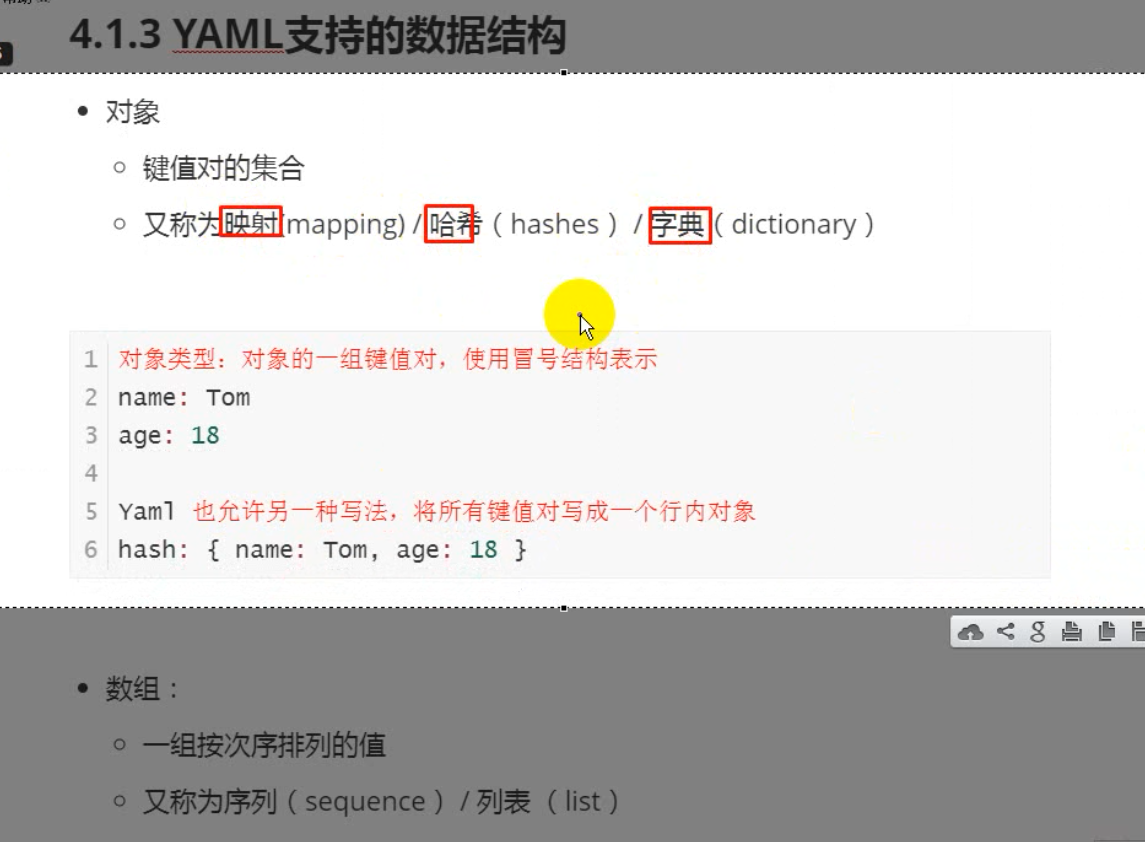 4.1.3 YAML支持的数据结构
对象
键值对的集合
又称为映射(mapping) / 哈希（hashes） / 字典（dictionary）
1 对象类型：对象的一组键值对，使用冒号结构表示
2 name: Tom
3 age: 18
4
5 Yaml 也允许另一种写法，将所有键值对写成一个行内对象
6 hash: { name: Tom, age: 18 }
数组：
一组按次序排列的值
又称为序列（sequence） / 列表 （list）